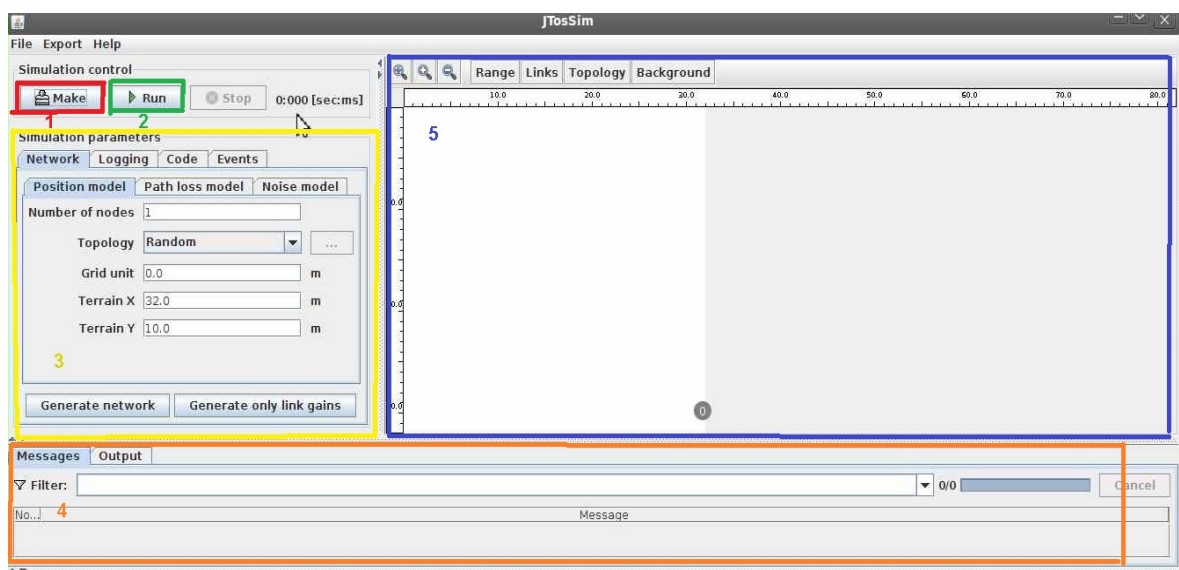 JTosSim
File Export Help
Simulation control
Make Run Stop 0:000 [sec:ms]
1 2
Simulation parameters
Network Logging Code Events
Position model Path loss model Noise model
Number of nodes 1
Topology Random ...
Grid unit 0.0 m
Terrain X 32.0 m
Terrain Y 10.0 m
3
Generate network Generate only link gains
Range Links Topology Background
10.0 20.0 30.0 40.0 50.0 60.0 70.0 80.0
5
0
Messages Output
Filter: 0/0 Cancel
No... Message
4